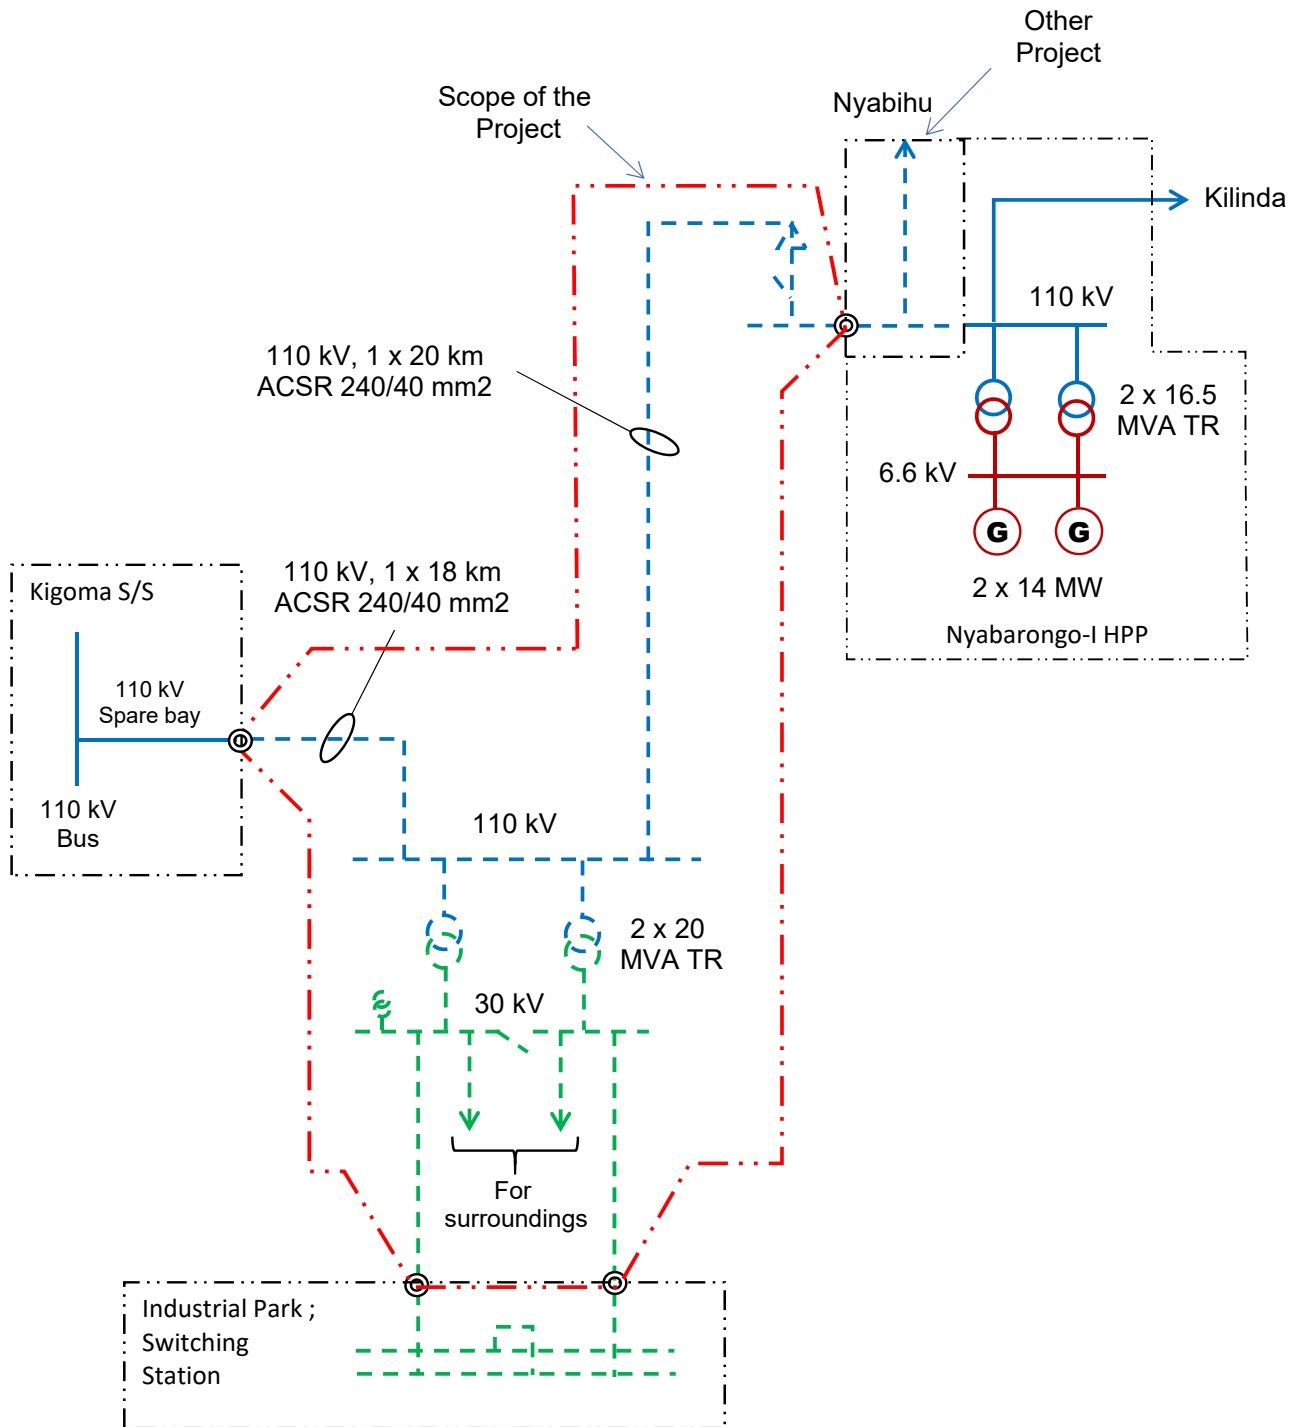 Other
Project
Scope of the
Project
Nyabihu
Kilinda
110 kV
110 kV, 1 x 20 km
ACSR 240/40 mm2
2 x 16.5
MVA TR
6.6 kV
G
G
2 x 14 MW
Nyabarongo-I HPP
Kigoma S/S
110 kV, 1 x 18 km
ACSR 240/40 mm2
110 kV
Spare bay
110 kV
Bus
110 kV
2 x 20
MVA TR
30 kV
For
surroundings
Industrial Park ;
Switching
Station